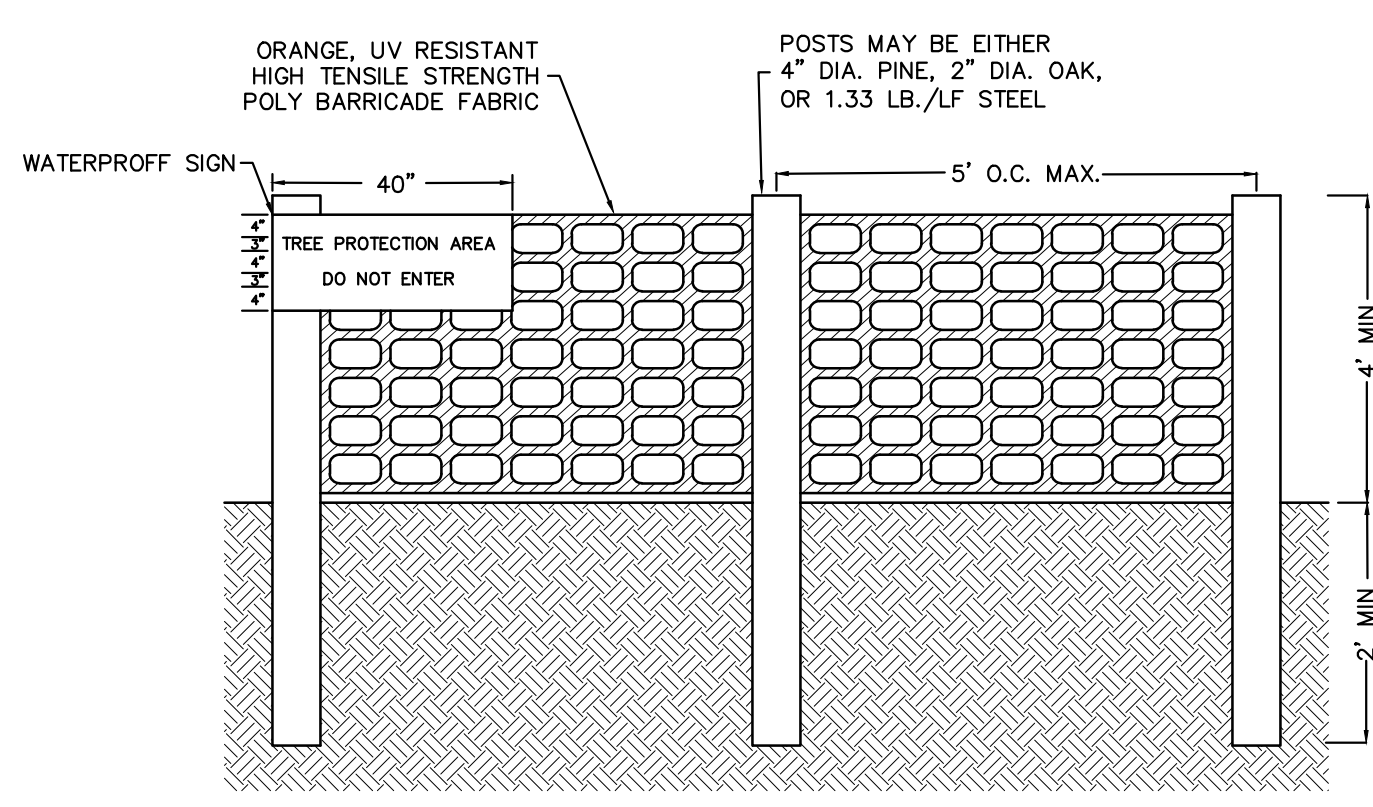 ORANGE, UV RESISTANT
HIGH TENSILE STRENGTH
POLY BARRICADE FABRIC
POSTS MAY BE EITHER
4" DIA. PINE, 2" DIA. OAK,
OR 1.33 LB./LF STEEL
WATERPROFF SIGN
40"
5' O.C. MAX.
4"
3"
4"
3"
4"
TREE PROTECTION AREA
DO NOT ENTER
4' MIN
2' MIN